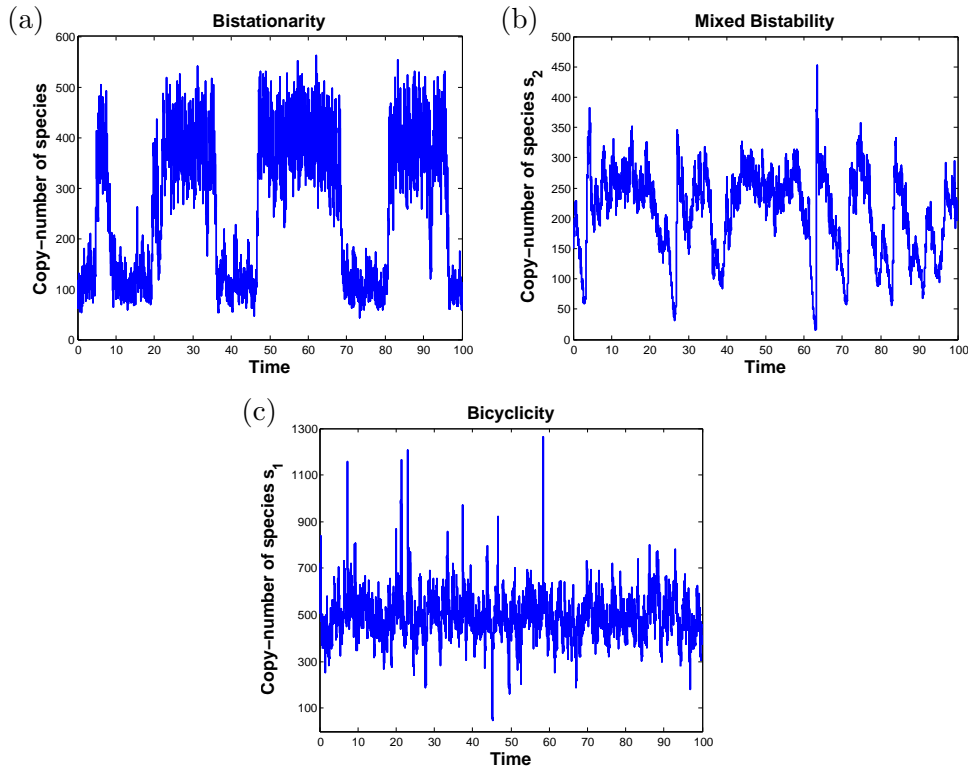 (a)
Bistationarity
Copy-number of species
600
500
400
300
200
100
0
0 10 20 30 40 50 60 70 80 90 100
Time
(b)
Mixed Bistability
Copy-number of species s2
500
450
400
350
300
250
200
150
100
50
0
0 10 20 30 40 50 60 70 80 90 100
Time
(c)
Bicyclicity
Copy-number of species s1
1300
1100
900
700
500
300
100
0 10 20 30 40 50 60 70 80 90 100
Time